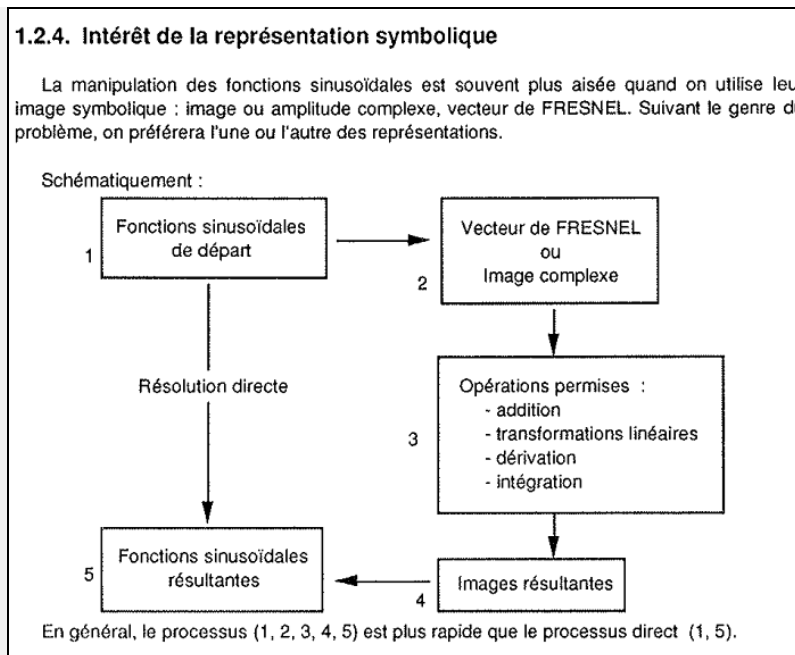 1.2.4. Intérêt de la représentation symbolique
La manipulation des fonctions sinusoïdales est souvent plus aisée quand on utilise leu
image symbolique : image ou amplitude complexe, vecteur de FRESNEL. Suivant le genre d
problème, on préférera l'une ou l'autre des représentations.
Schématiquement :
1
Fonctions sinusoïdales
de départ
2
Vecteur de FRESNEL
ou
Image complexe
Résolution directe
3
Opérations permises :
- addition
- transformations linéaires
- dérivation
- intégration
5
Fonctions sinusoïdales
résultantes
4
Images résultantes
En général, le processus (1, 2, 3, 4, 5) est plus rapide que le processus direct (1, 5).